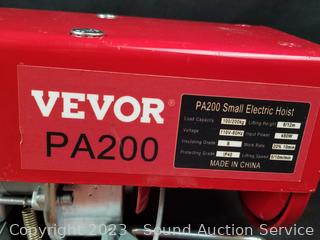 VEVOR®
PA200
PA200 Small Electric Hoist
Load Capacity 100/200kg Lifting Height 6/12m
Voltage 110V-60Hz Input Power 480W
Insulating Grade B Work Rate 20% 10min
Protecting Grade IP40 Lifting Speed 5/10m/min
MADE IN CHINA
Copyright 2023 - Sound Auction Service